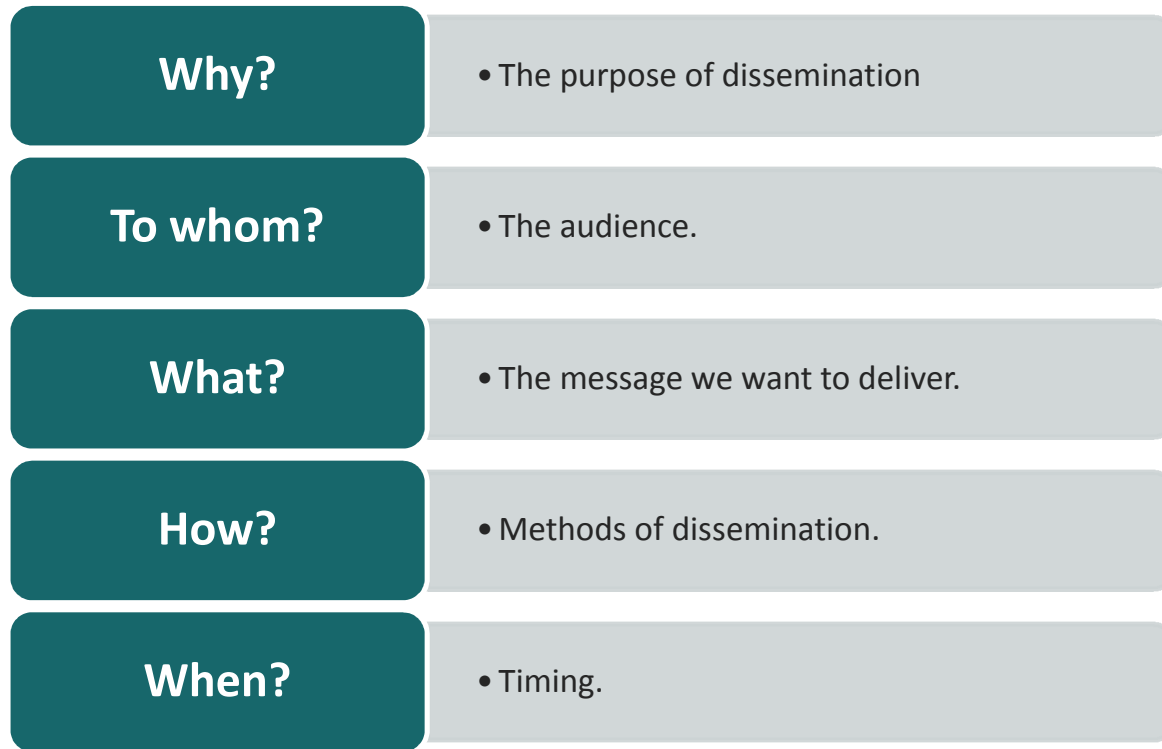 Why?
• The purpose of dissemination
To whom?
• The audience.
What?
• The message we want to deliver.
How?
• Methods of dissemination.
When?
• Timing.